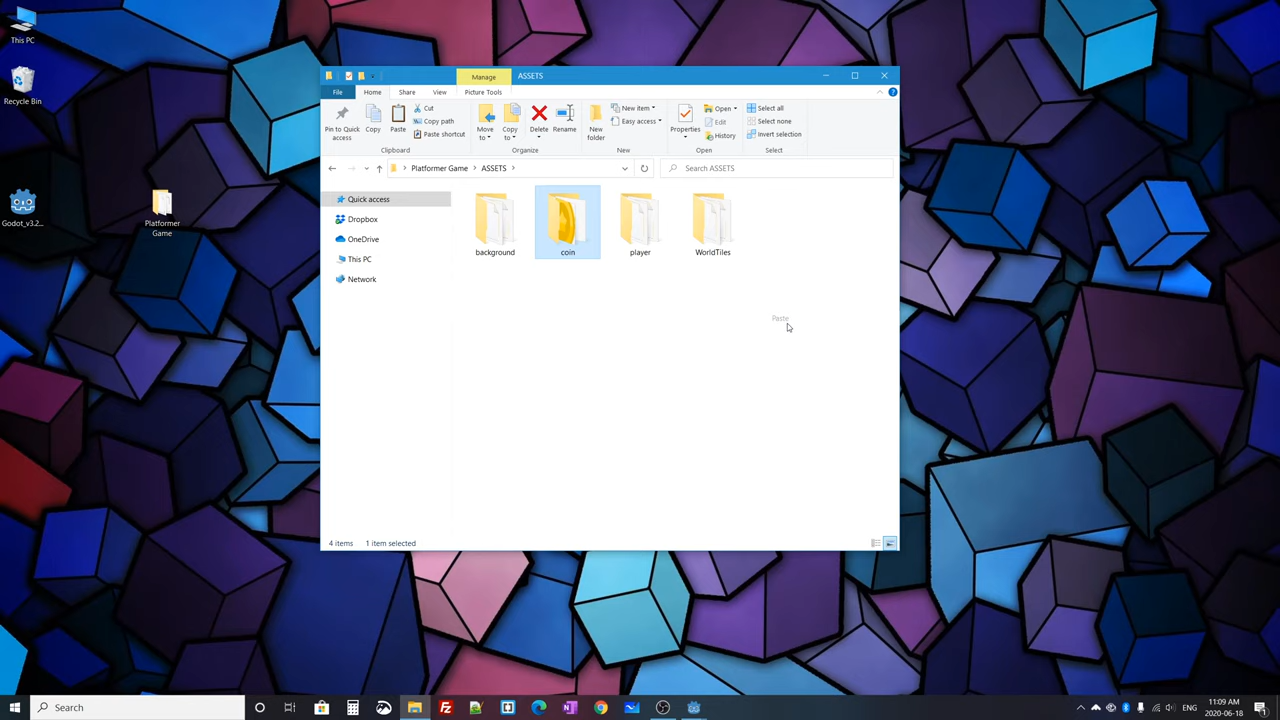 This PC
Recycle Bin
Godot_v3.2...
Platformer
Game
Manage
ASSETS
File
Home
Share
View
Picture Tools
Pin to Quick
access
Copy
Paste
Cut
Copy path
Paste shortcut
Clipboard
Move
to
Copy
to
Delete
Rename
Organize
New
folder
New item
Easy access
New
Properties
Open
Edit
History
Open
Select all
Select none
Invert selection
Select
Platformer Game
ASSETS
Search ASSETS
Quick access
Dropbox
OneDrive
This PC
Network
background
coin
player
WorldTiles
Paste
4 items
1 item selected
Search
11:09 AM
2020-06-18